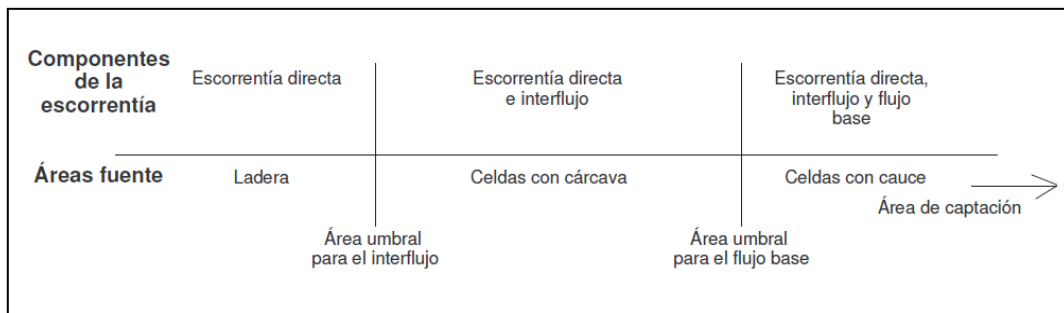 Componentes
de la
escorrentía
Escorrentía directa
Escorrentía directa
e interflujo
Escorrentía directa,
interflujo y flujo
base
Áreas fuente
Ladera
Celdas con cárcava
Celdas con cauce
Área de captación
Área umbral
para el interflujo
Área umbral
para el flujo base